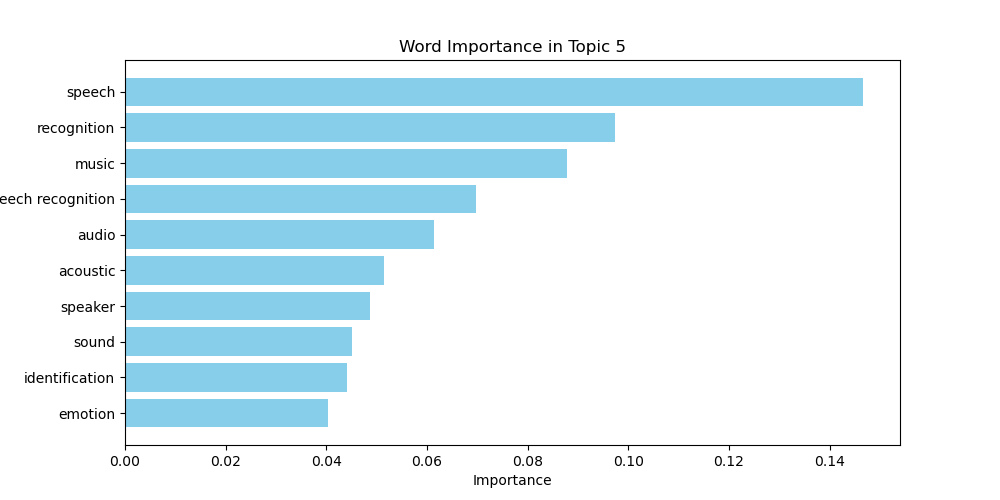 Word Importance in Topic 5
speech
recognition
music
eech recognition
audio
acoustic
speaker
sound
identification
emotion
0.00 0.02 0.04 0.06 0.08 0.10 0.12 0.14
Importance